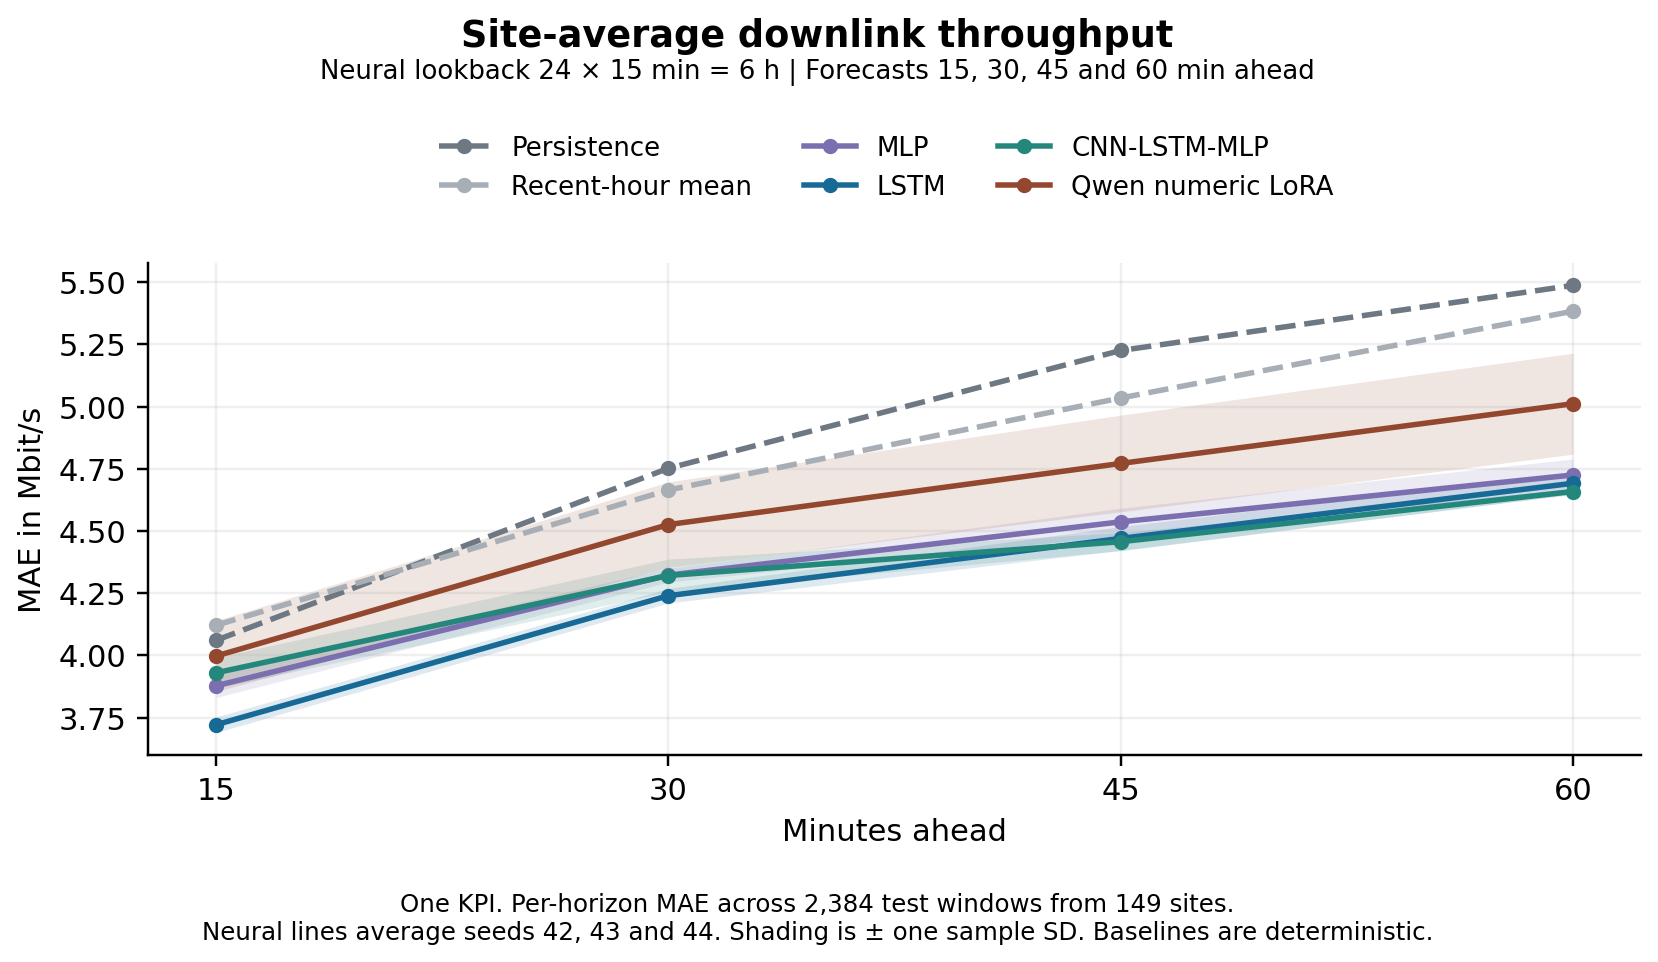 Site-average downlink throughput
Neural lookback 24 × 15 min = 6 h | Forecasts 15, 30, 45 and 60 min ahead
Persistence
Recent-hour mean
MLP
LSTM
CNN-LSTM-MLP
Qwen numeric LoRA
MAE in Mbit/s
5.50
5.25
5.00
4.75
4.50
4.25
4.00
3.75
15
30
45
60
Minutes ahead
One KPI. Per-horizon MAE across 2,384 test windows from 149 sites.
Neural lines average seeds 42, 43 and 44. Shading is ± one sample SD. Baselines are deterministic.